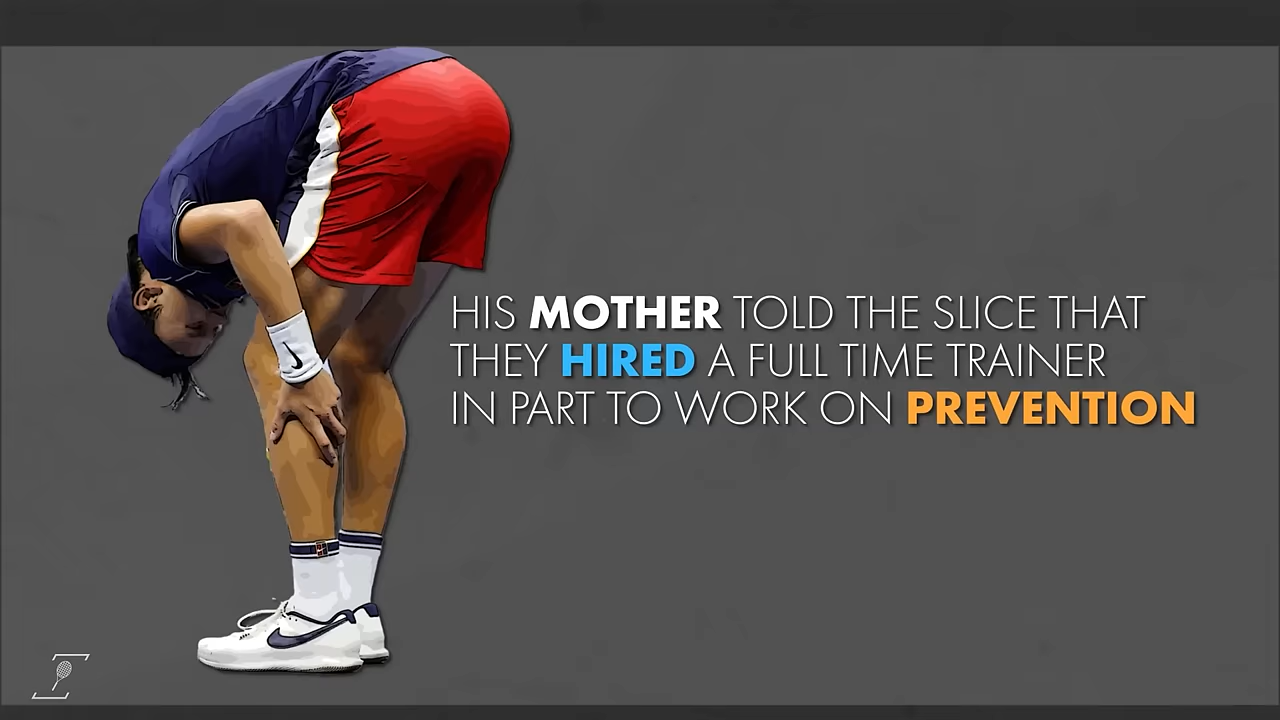 HIS MOTHER TOLD THE SLICE THAT
THEY HIRED A FULL TIME TRAINER
IN PART TO WORK ON PREVENTION